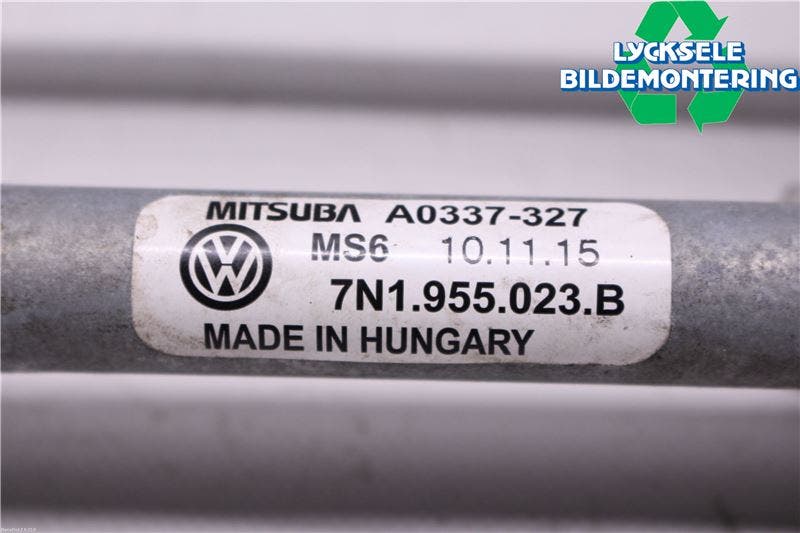 LYCKSELE
BILDEMONTERING
MITSUBA A0337-327
MS6 10.11.15
7N1.955.023.B
MADE IN HUNGARY